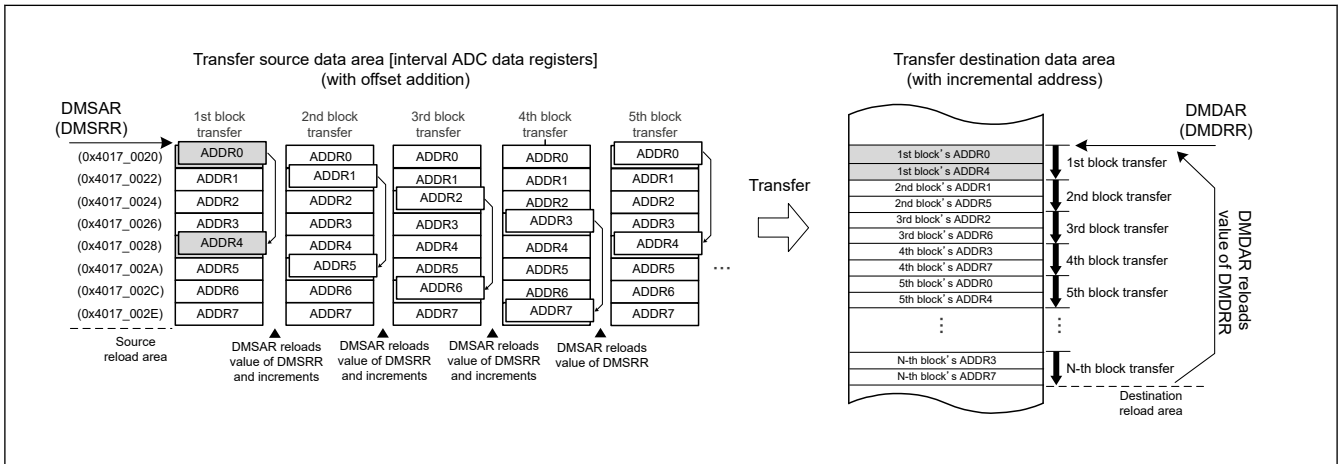 Transfer source data area [interval ADC data registers]
(with offset addition)
DMSAR
(DMSRR)
1st block
transfer
2nd block
transfer
3rd block
transfer
4th block
transfer
5th block
transfer
(0x4017_0020)
(0x4017_0022)
(0x4017_0024)
(0x4017_0026)
(0x4017_0028)
(0x4017_002A)
(0x4017_002C)
(0x4017_002E)
Source
reload area
ADDR0
ADDR1
ADDR2
ADDR3
ADDR4
ADDR5
ADDR6
ADDR7
ADDR0
ADDR1
ADDR2
ADDR3
ADDR4
ADDR5
ADDR6
ADDR7
ADDR0
ADDR1
ADDR2
ADDR3
ADDR4
ADDR5
ADDR6
ADDR7
ADDR0
ADDR1
ADDR2
ADDR3
ADDR4
ADDR5
ADDR6
ADDR7
ADDR0
ADDR1
ADDR2
ADDR3
ADDR4
ADDR5
ADDR6
ADDR7
...
DMSAR reloads
value of DMSRR
and increments
DMSAR reloads
value of DMSRR
and increments
DMSAR reloads
value of DMSRR
and increments
DMSAR reloads
value of DMSRR
Transfer
Transfer destination data area
(with incremental address)
DMDAR
(DMDRR)
1st block's ADDR0
1st block's ADDR4
2nd block's ADDR1
2nd block's ADDR5
3rd block's ADDR2
3rd block's ADDR6
4th block's ADDR3
4th block's ADDR7
5th block's ADDR0
5th block's ADDR4
⋮
N-th block's ADDR3
N-th block's ADDR7
1st block transfer
2nd block transfer
3rd block transfer
4th block transfer
5th block transfer
⋮
N-th block transfer
Destination
reload area
DMDAR reloads
value of DMDRR